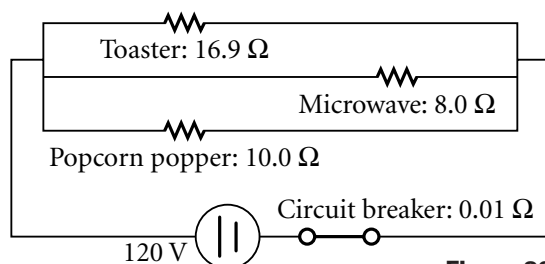 Toaster: 16.9 Ω
Microwave: 8.0 Ω
Popcorn popper: 10.0 Ω
Circuit breaker: 0.01 Ω
120 V